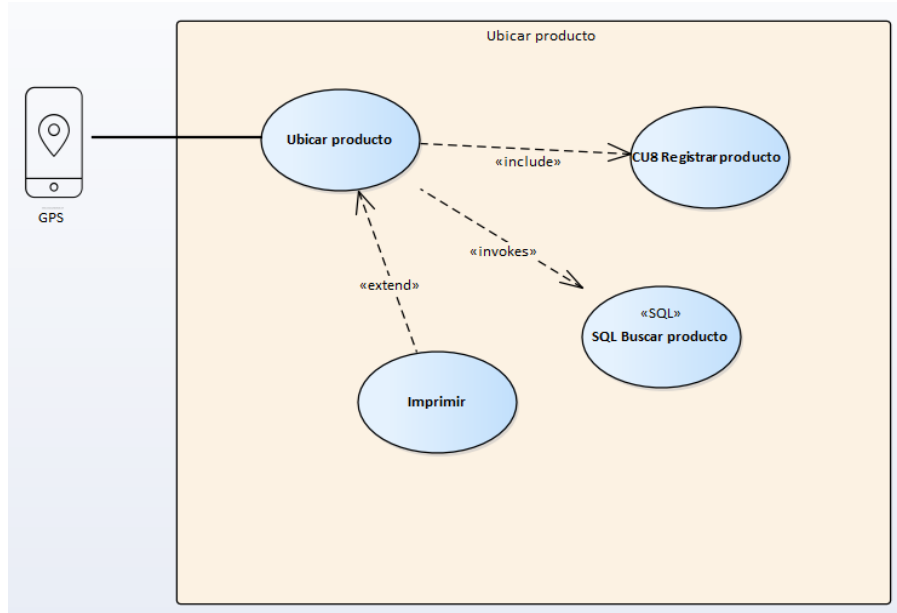 Ubicar producto
GPS
Ubicar producto
«include»
CU8 Registrar producto
«invokes»
«extend»
«SQL»
SQL Buscar producto
Imprimir